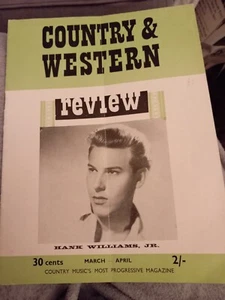 COUNTRY &
WESTERN
review
HANK WILLIAMS, JR.
30 cents MARCH APRIL 2/-
COUNTRY MUSIC'S MOST PROGRESSIVE MAGAZINE